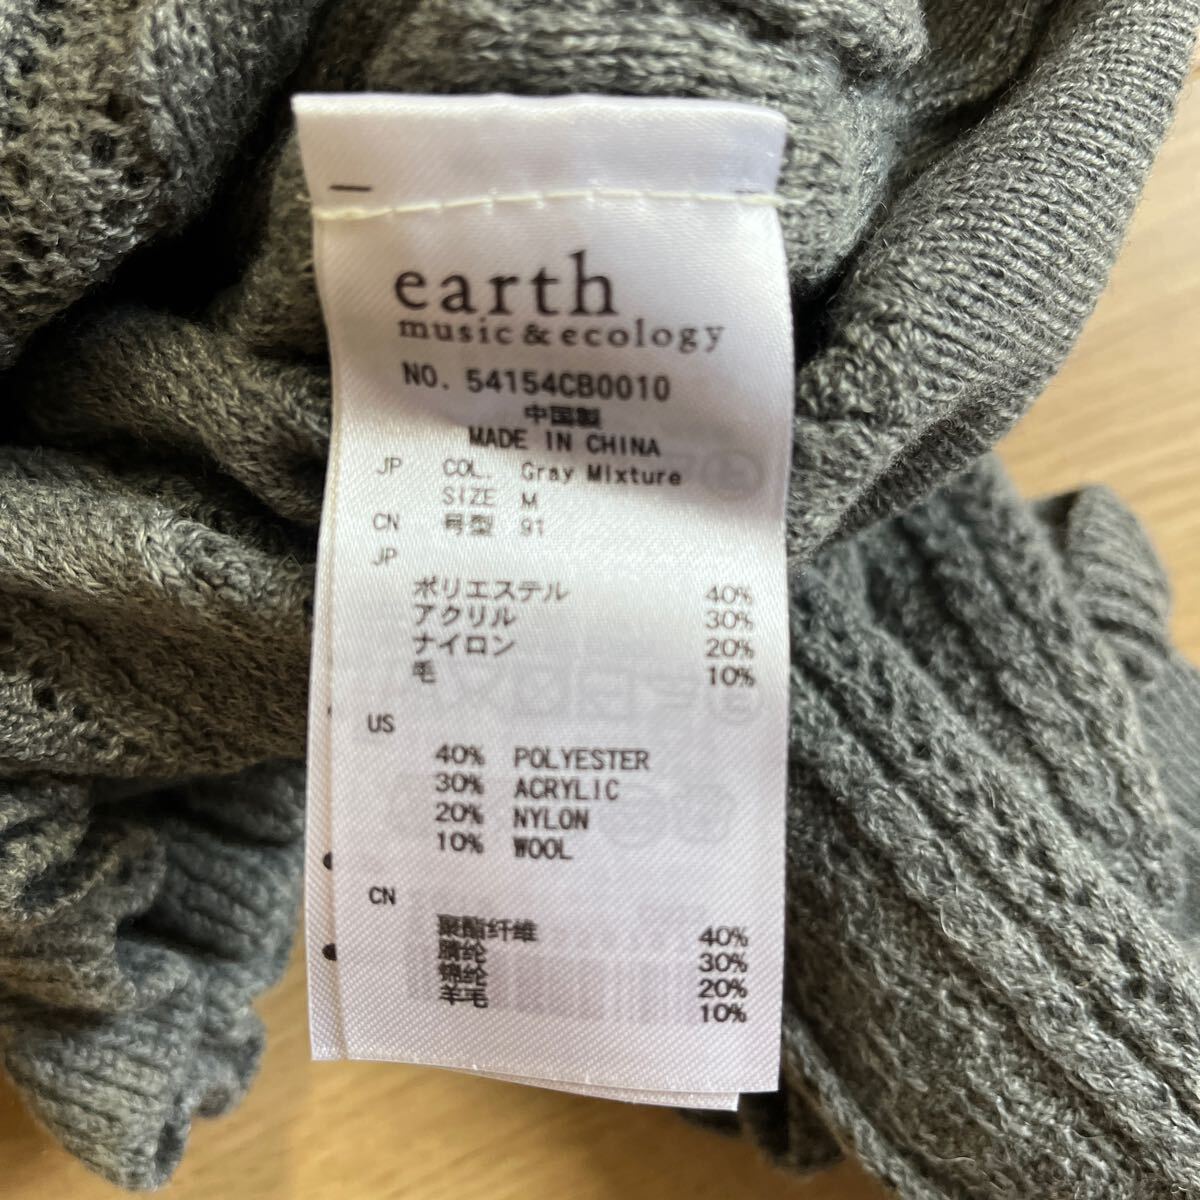 earth
music & ecology
NO. 54154CB0010
中国製
MADE IN CHINA
JP COL. Gray Mixture
SIZE M
CN 号型 91
JP
ポリエステル 40%
アクリル 30%
ナイロン 20%
毛 10%
US
40% POLYESTER
30% ACRYLIC
20% NYLON
10% WOOL
CN
聚酯纤维 40%
腈纶 30%
锦纶 20%
羊毛 10%